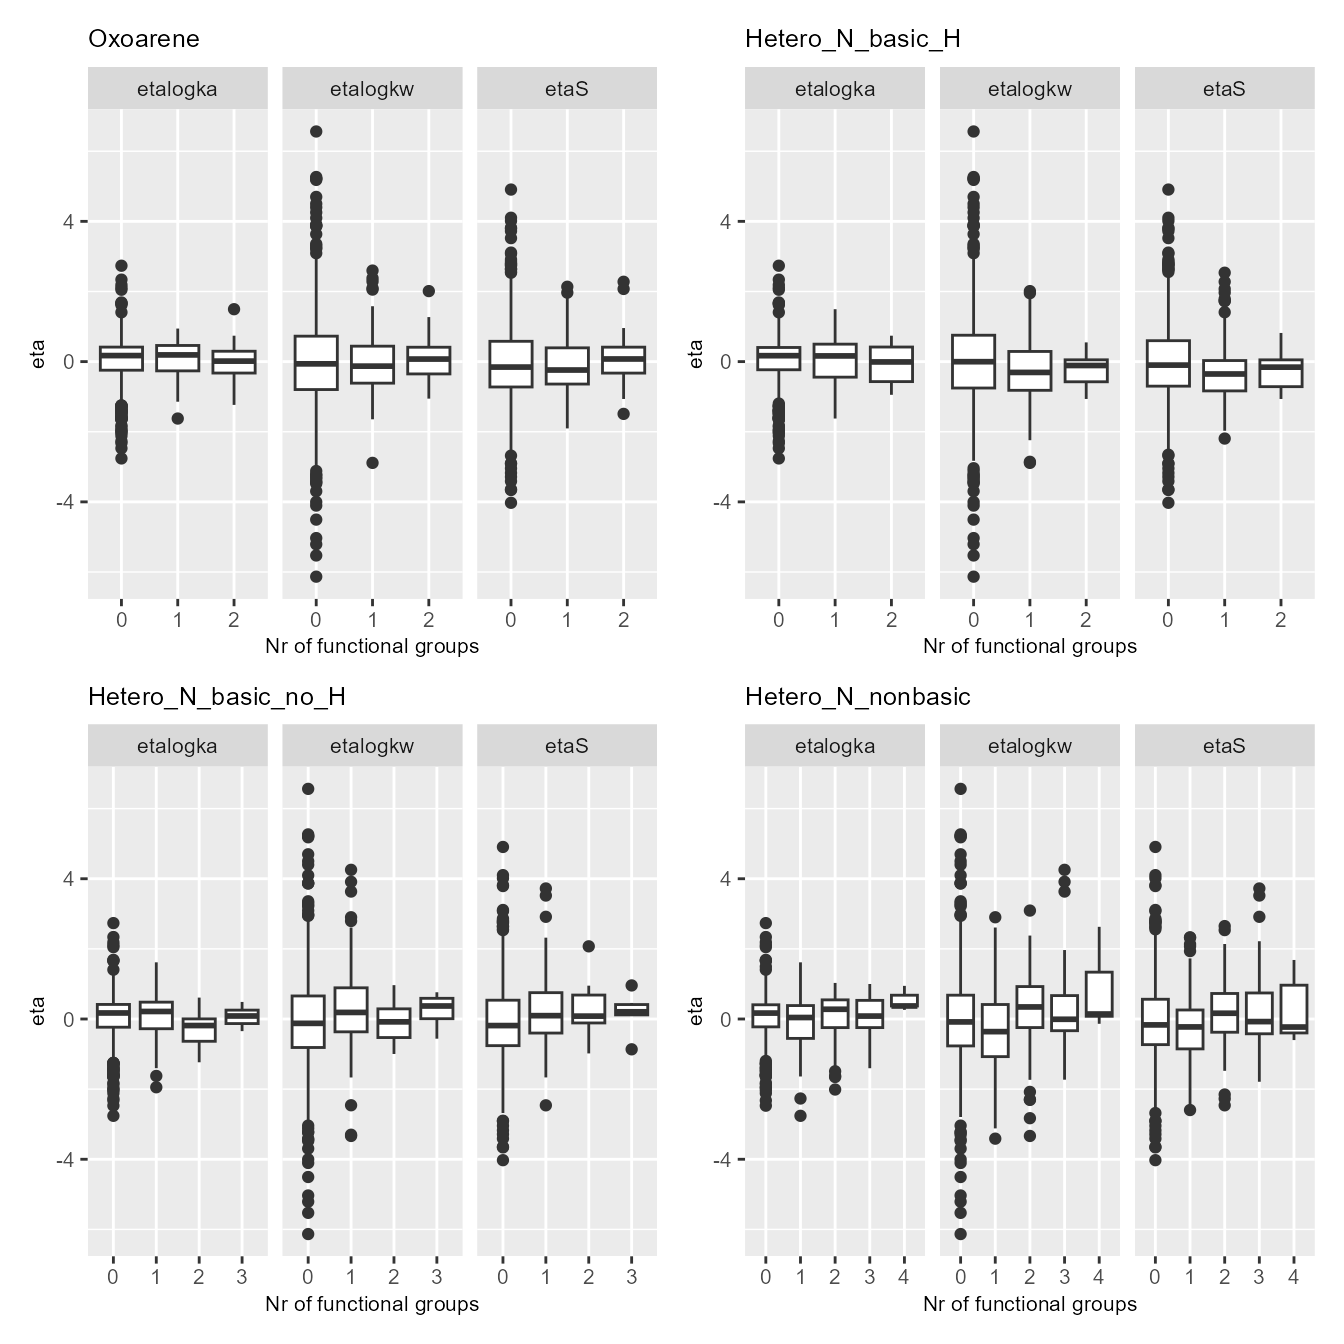 Oxoarene
etalogka etalogkw etaS
eta
4
0
-4
0 1 2 0 1 2 0 1 2
Nr of functional groups
Hetero_N_basic_H
etalogka etalogkw etaS
eta
4
0
-4
0 1 2 0 1 2 0 1 2
Nr of functional groups
Hetero_N_basic_no_H
etalogka etalogkw etaS
eta
4
0
-4
0 1 2 3 0 1 2 3 0 1 2 3
Nr of functional groups
Hetero_N_nonbasic
etalogka etalogkw etaS
eta
4
0
-4
0 1 2 3 4 0 1 2 3 4 0 1 2 3 4
Nr of functional groups